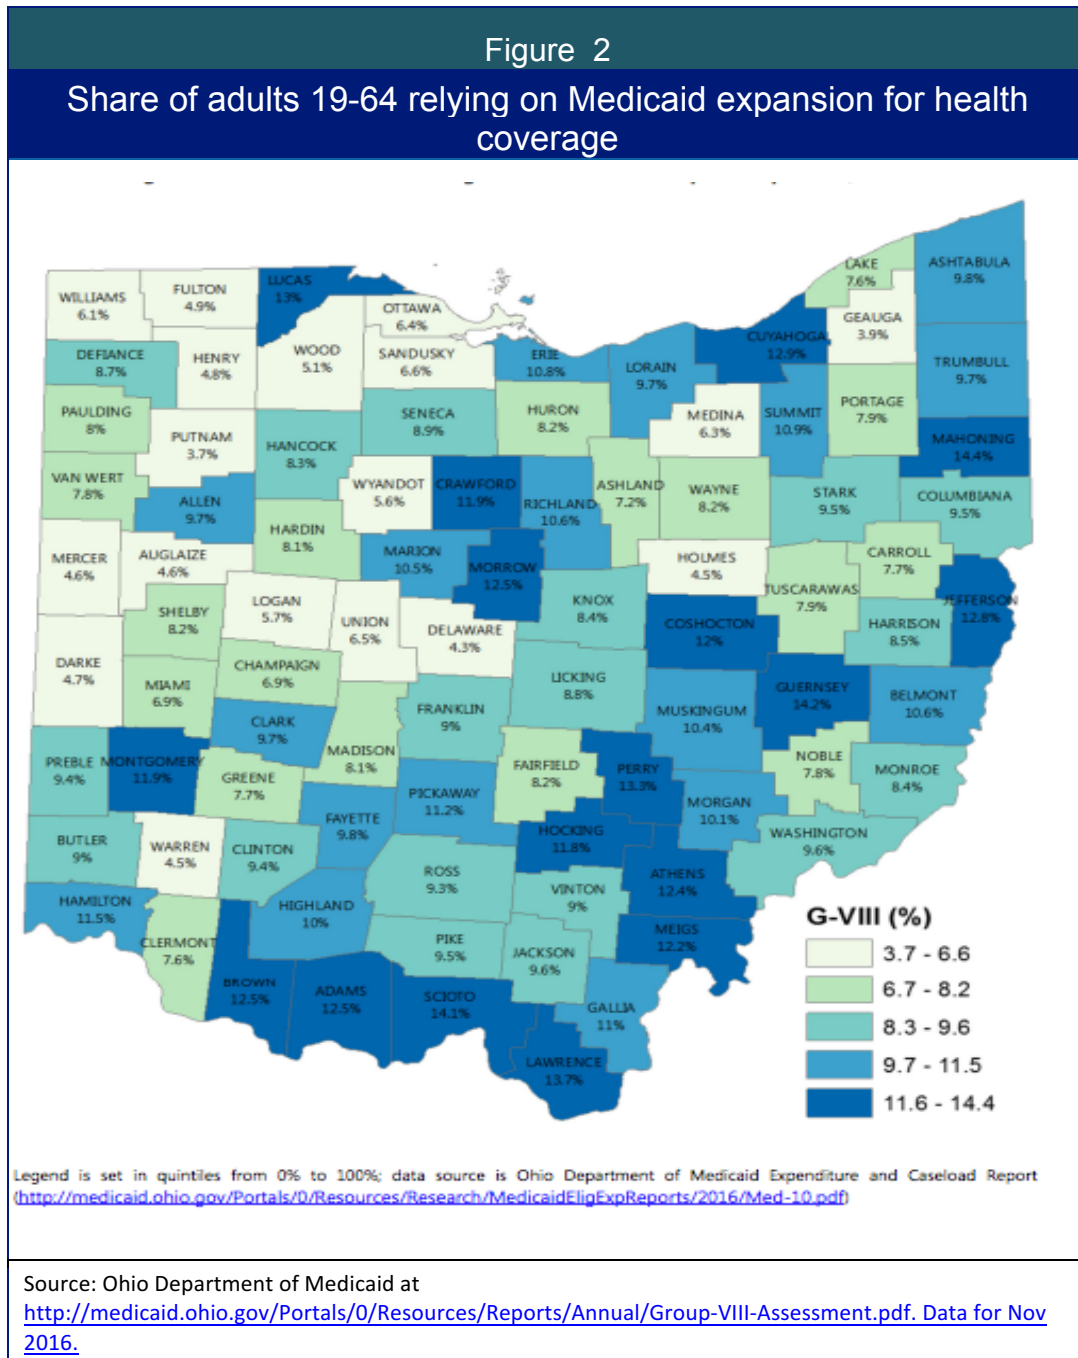 Figure 2
Share of adults 19-64 relying on Medicaid expansion for health
coverage
WILLIAMS
6.1%
FULTON
4.9%
LUCAS
13%
OTTAWA
6.4%
LAKE
7.6%
ASHTABULA
9.8%
GEAUGA
3.9%
CUYAHOGA
12.9%
DEFIANCE
8.7%
HENRY
4.8%
WOOD
5.1%
SANDUSKY
6.6%
ERIE
10.8%
LORAIN
9.7%
TRUMBULL
9.7%
PAULDING
8%
PUTNAM
3.7%
HANCOCK
8.3%
SENECA
8.9%
HURON
8.2%
MEDINA
6.3%
SUMMIT
10.9%
PORTAGE
7.9%
MAHONING
14.4%
VAN WERT
7.8%
ALLEN
9.7%
WYANDOT
5.6%
CRAWFORD
11.9%
RICHLAND
10.6%
ASHLAND
7.2%
WAYNE
8.2%
STARK
9.5%
COLUMBIANA
9.5%
HARDIN
8.1%
MERCER
4.6%
AUGLAIZE
4.6%
MARION
10.5%
MORROW
12.5%
HOLMES
4.5%
CARROLL
7.7%
TUSCARAWAS
7.9%
JEFFERSON
12.8%
SHELBY
8.2%
LOGAN
5.7%
UNION
6.5%
DELAWARE
4.3%
KNOX
8.4%
COSHOCTON
12%
HARRISON
8.5%
DARKE
4.7%
MIAMI
6.9%
CHAMPAIGN
6.9%
LICKING
8.8%
GUERNSEY
14.2%
BELMONT
10.6%
CLARK
9.7%
FRANKLIN
9%
MUSKINGUM
10.4%
PREBLE
9.4%
MONTGOMERY
11.9%
GREENE
7.7%
MADISON
8.1%
FAIRFIELD
8.2%
PERRY
13.3%
NOBLE
7.8%
MONROE
8.4%
PICKAWAY
11.2%
MORGAN
10.1%
FAYETTE
9.8%
BUTLER
9%
WARREN
4.5%
CLINTON
9.4%
HOCKING
11.8%
WASHINGTON
9.6%
ROSS
9.3%
ATHENS
12.4%
VINTON
9%
HAMILTON
11.5%
HIGHLAND
10%
CLERMONT
7.6%
PIKE
9.5%
JACKSON
9.6%
MEIGS
12.2%
BROWN
12.5%
ADAMS
12.5%
SCIOTO
14.1%
GALLIA
11%
LAWRENCE
13.7%
G-VIII (%)
3.7 - 6.6
6.7 - 8.2
8.3 - 9.6
9.7 - 11.5
11.6 - 14.4
Legend is set in quintiles from 0% to 100%; data source is Ohio Department of Medicaid Expenditure and Caseload Report
(http://medicaid.ohio.gov/Portals/0/Resources/Research/MedicaidEligExpReports/2016/Med-10.pdf)
Source: Ohio Department of Medicaid at
http://medicaid.ohio.gov/Portals/0/Resources/Reports/Annual/Group-VIII-Assessment.pdf. Data for Nov
2016.